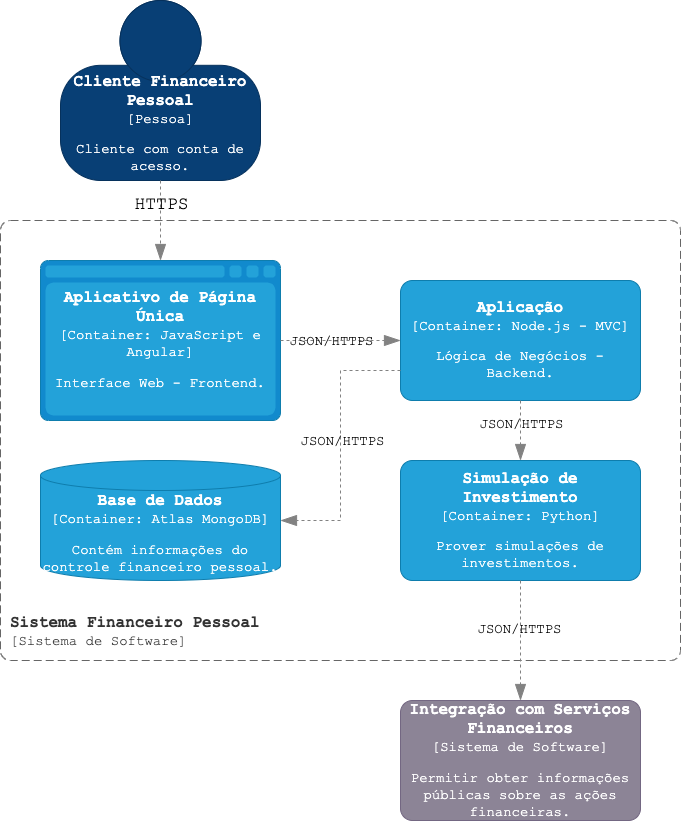 Cliente Financeiro
Pessoal
[Pessoa]
Cliente com conta de
acesso.
HTTPS
Aplicativo de Página
Única
[Container: JavaScript e
Angular]
Interface Web - Frontend.
JSON/HTTPS
Aplicação
[Container: Node.js - MVC]
Lógica de Negócios -
Backend.
JSON/HTTPS
JSON/HTTPS
Base de Dados
[Container: Atlas MongoDB]
Contém informações do
controle financeiro pessoal.
Simulação de
Investimento
[Container: Python]
Prover simulações de
investimentos.
Sistema Financeiro Pessoal
[Sistema de Software]
JSON/HTTPS
Integração com Serviços
Financeiros
[Sistema de Software]
Permitir obter informações
públicas sobre as ações
financeiras.